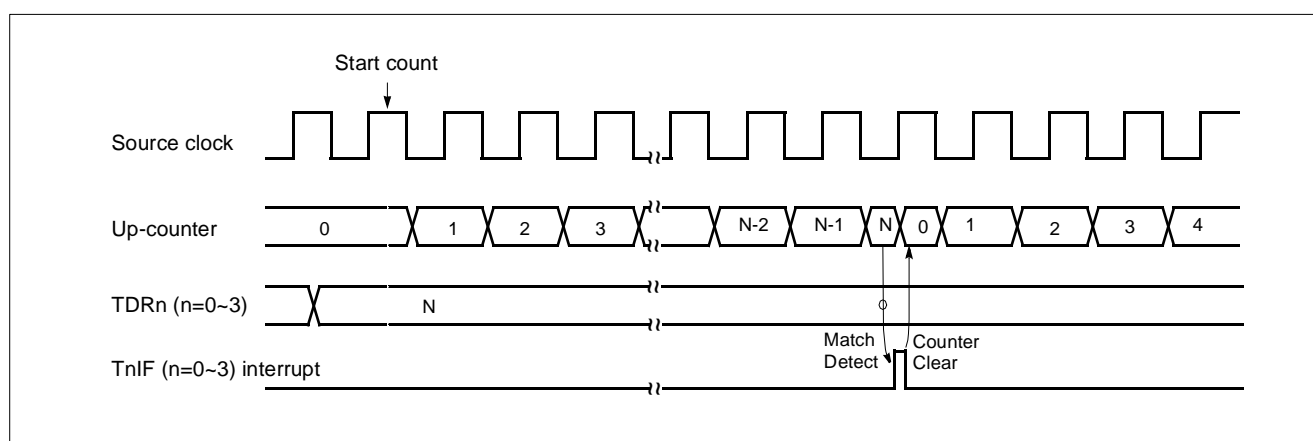 Start count
Source clock
Up-counter
0 1 2 3 N-2 N-1 N 0 1 2 3 4
TDRn (n=0~3)
N
Match
Detect
Counter
Clear
TnIF (n=0~3) interrupt